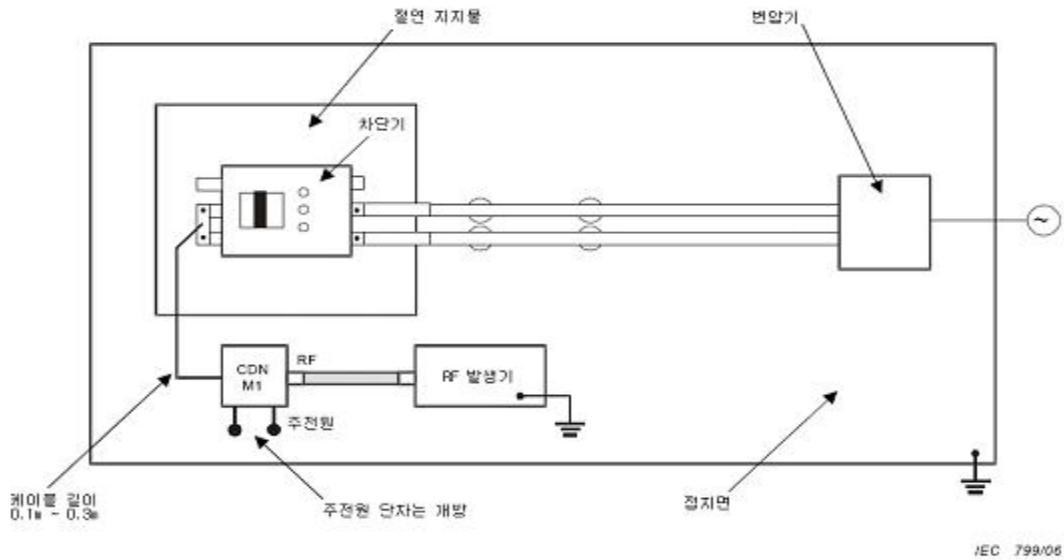 절연 지지물
변압기
차단기
~
RF
CDN
M1
RF 발생기
주전원
케이블 길이
0.1m ~ 0.3m
주전원 단자는 개방
접지면
IEC 799/06